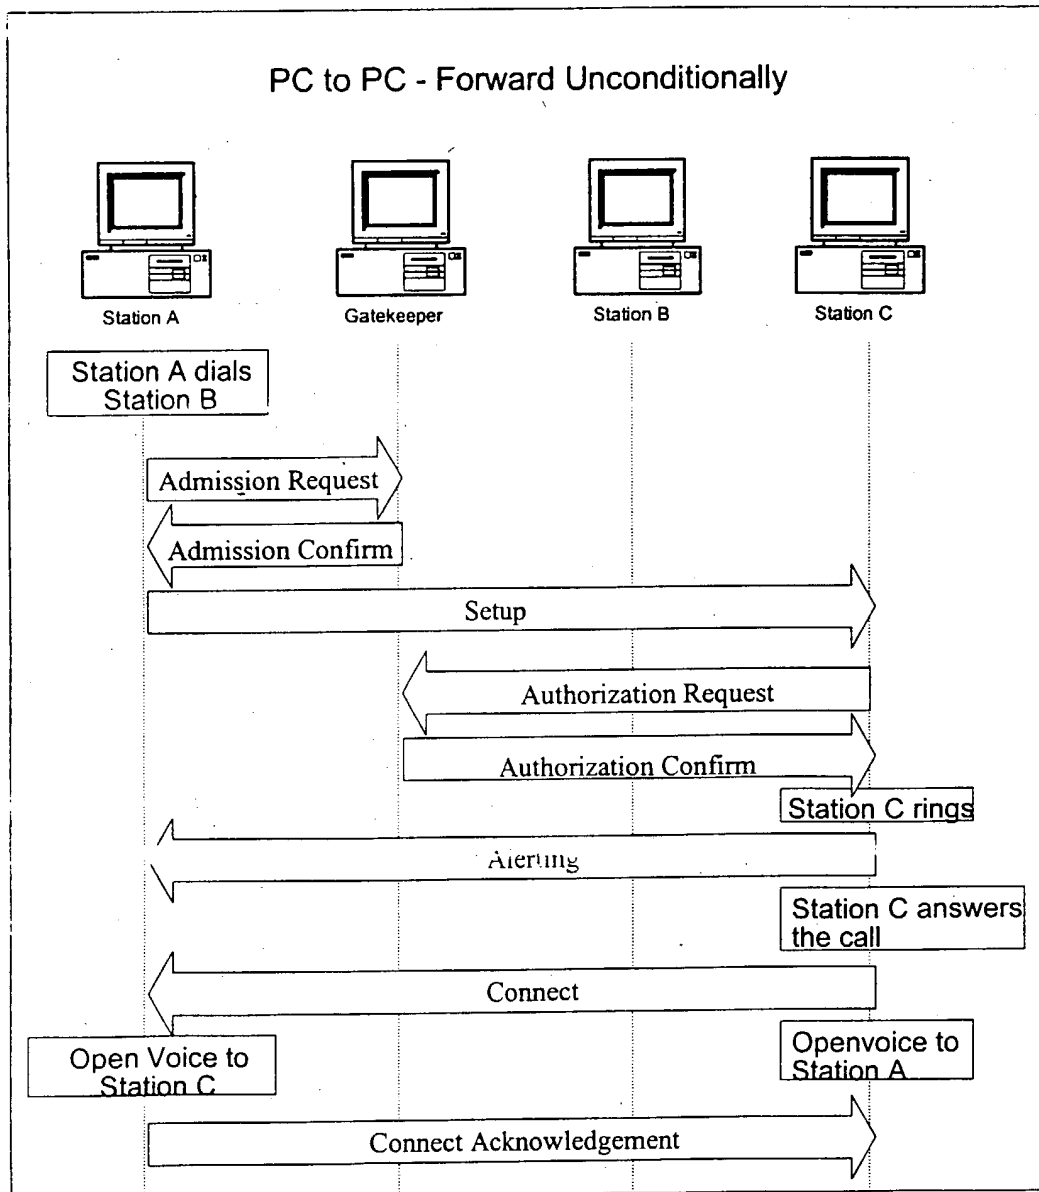 PC to PC - Forward Unconditionally
Station A
Gatekeeper
Station B
Station C
Station A dials
Station B
Admission Request
Admission Confirm
Setup
Authorization Request
Authorization Confirm
Station C rings
Alerting
Station C answers
the call
Connect
Open Voice to
Station C
Openvoice to
Station A
Connect Acknowledgement